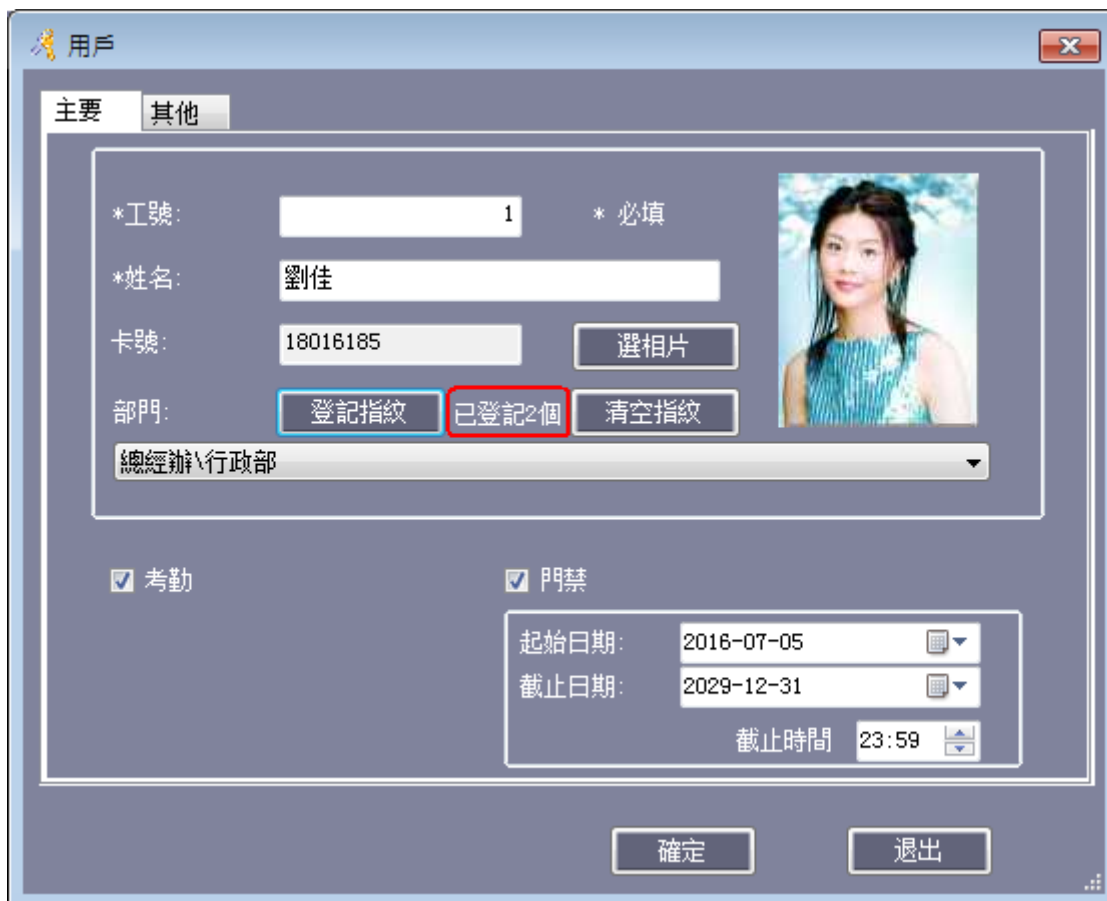 用戶
主要 其他
*工號: 1 * 必填
*姓名: 劉佳
卡號: 18016185 選相片
部門: 登記指紋 已登記2個 清空指紋
總經辦\行政部
考勤 門禁
起始日期: 2016-07-05
截止日期: 2029-12-31
截止時間 23:59
確定 退出